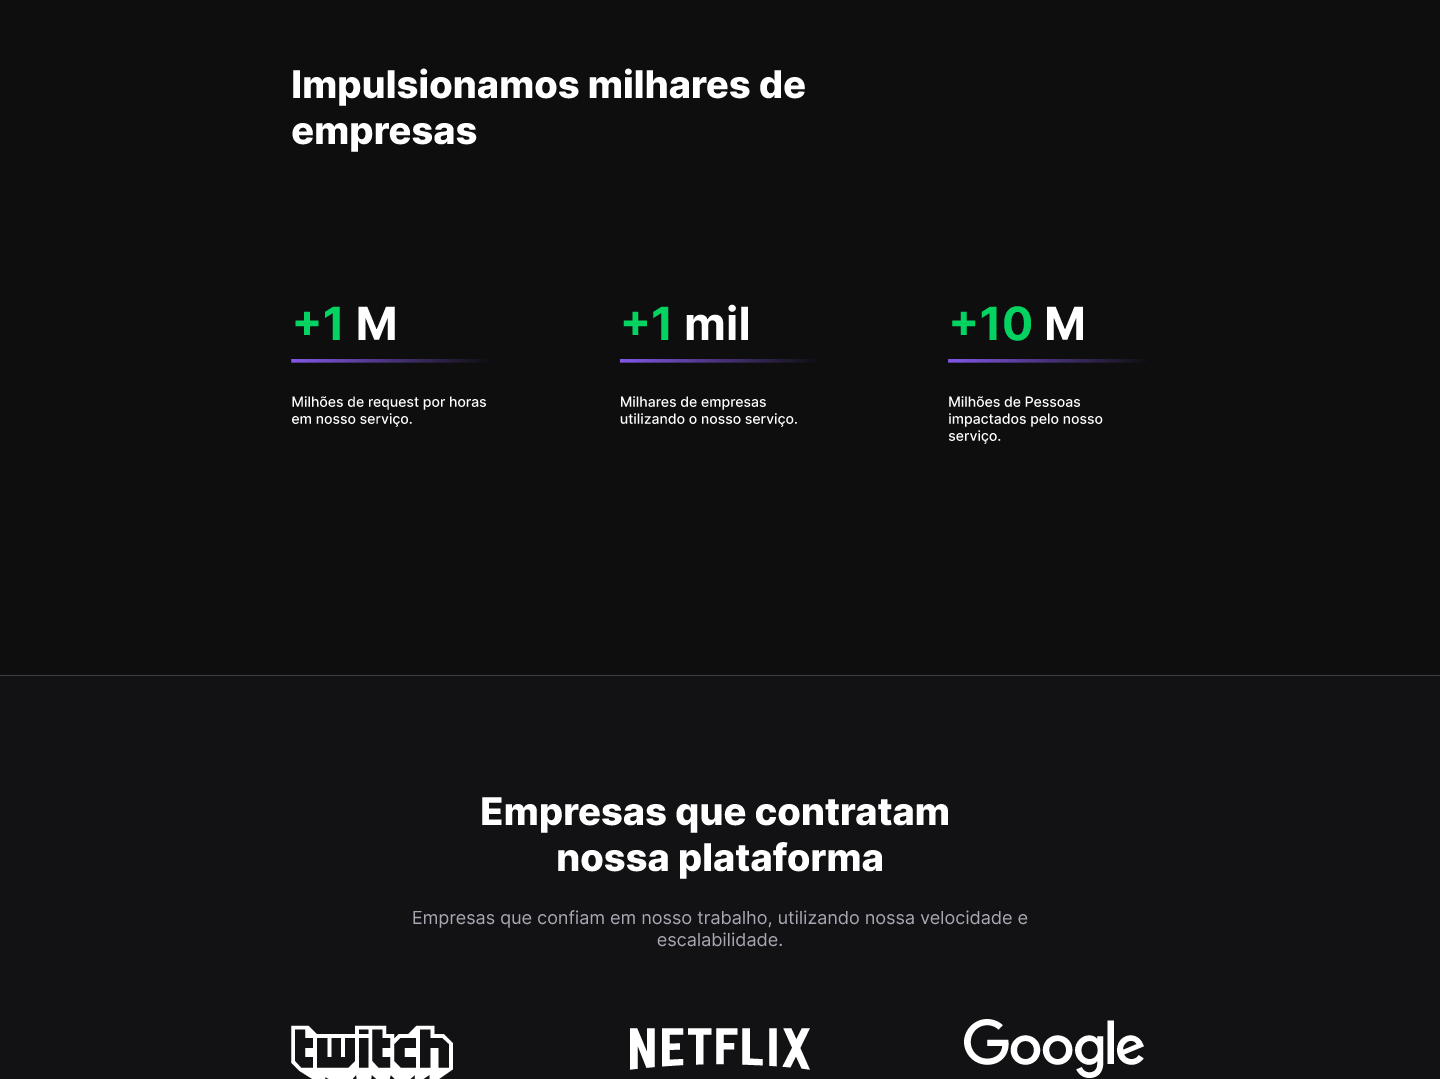 Impulsionamos milhares de
empresas
+1 M
+1 mil
+10 M
Milhões de request por horas
em nosso serviço.
Milhares de empresas
utilizando o nosso serviço.
Milhões de Pessoas
impactados pelo nosso
serviço.
Empresas que contratam
nossa plataforma
Empresas que confiam em nosso trabalho, utilizando nossa velocidade e
escalabilidade.
twitch
NETFLIX
Google